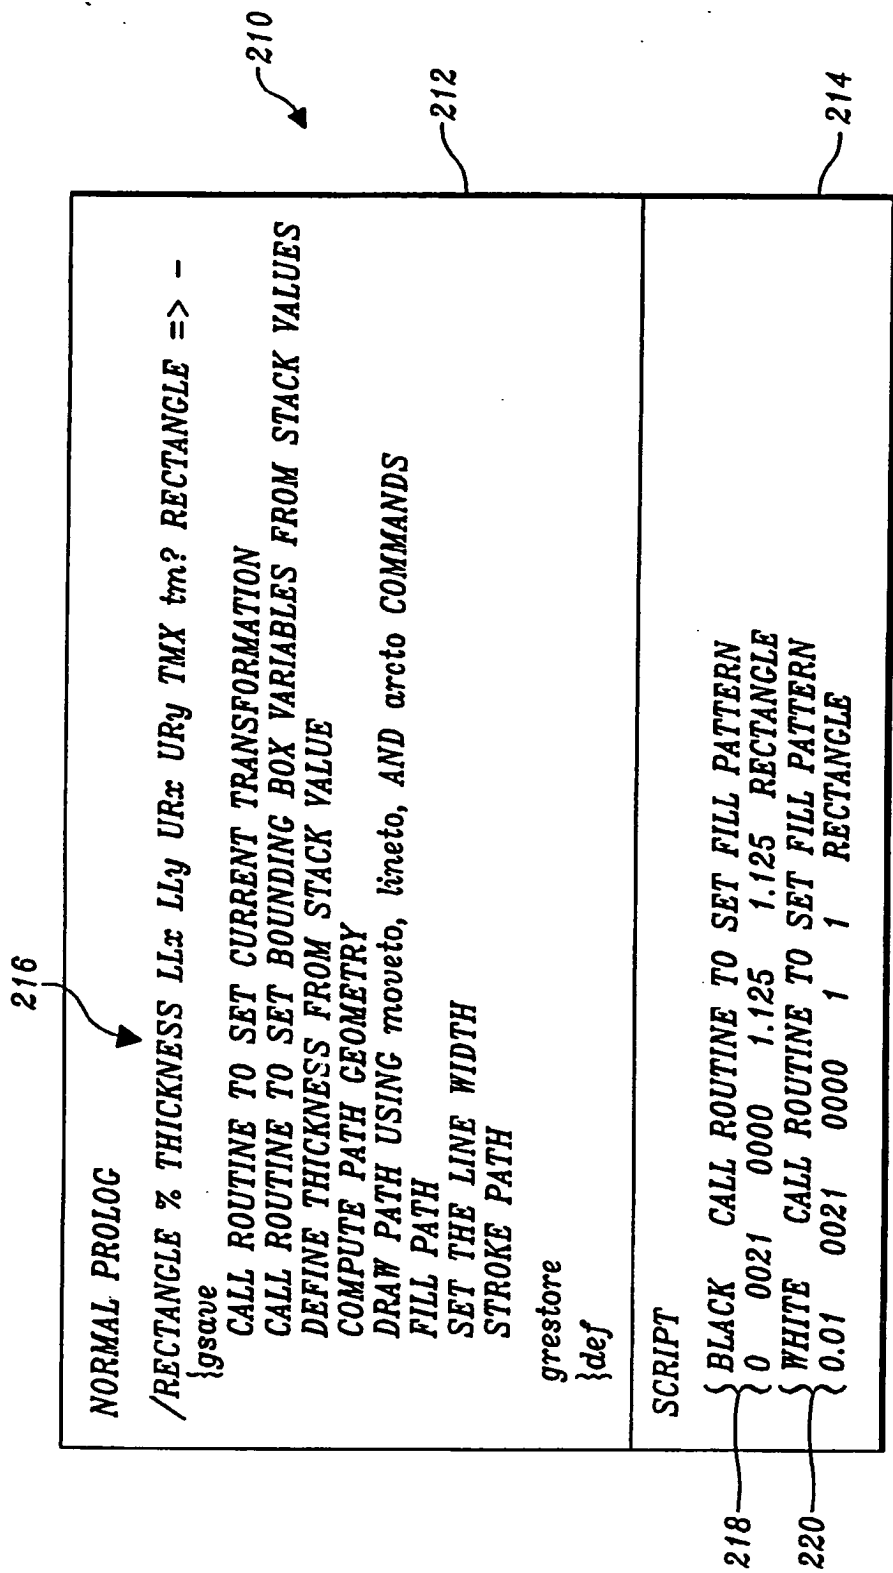 210
212
214
216
NORMAL PROLOG
/RECTANGLE % THICKNESS LLx LLy URx URy TMX tm? RECTANGLE => -
}gsave
CALL ROUTINE TO SET CURRENT TRANSFORMATION
CALL ROUTINE TO SET BOUNDING BOX VARIABLES FROM STACK VALUES
DEFINE THICKNESS FROM STACK VALUE
COMPUTE PATH GEOMETRY
DRAW PATH USING moveto, lineto, AND arcto COMMANDS
FILL PATH
SET THE LINE WIDTH
STROKE PATH
grestore
}def
SCRIPT
{BLACK CALL ROUTINE TO SET FILL PATTERN
0 0021 0000 1.125 1.125 RECTANGLE
{WHITE CALL ROUTINE TO SET FILL PATTERN
0.01 0021 0000 1 1 RECTANGLE
218
220